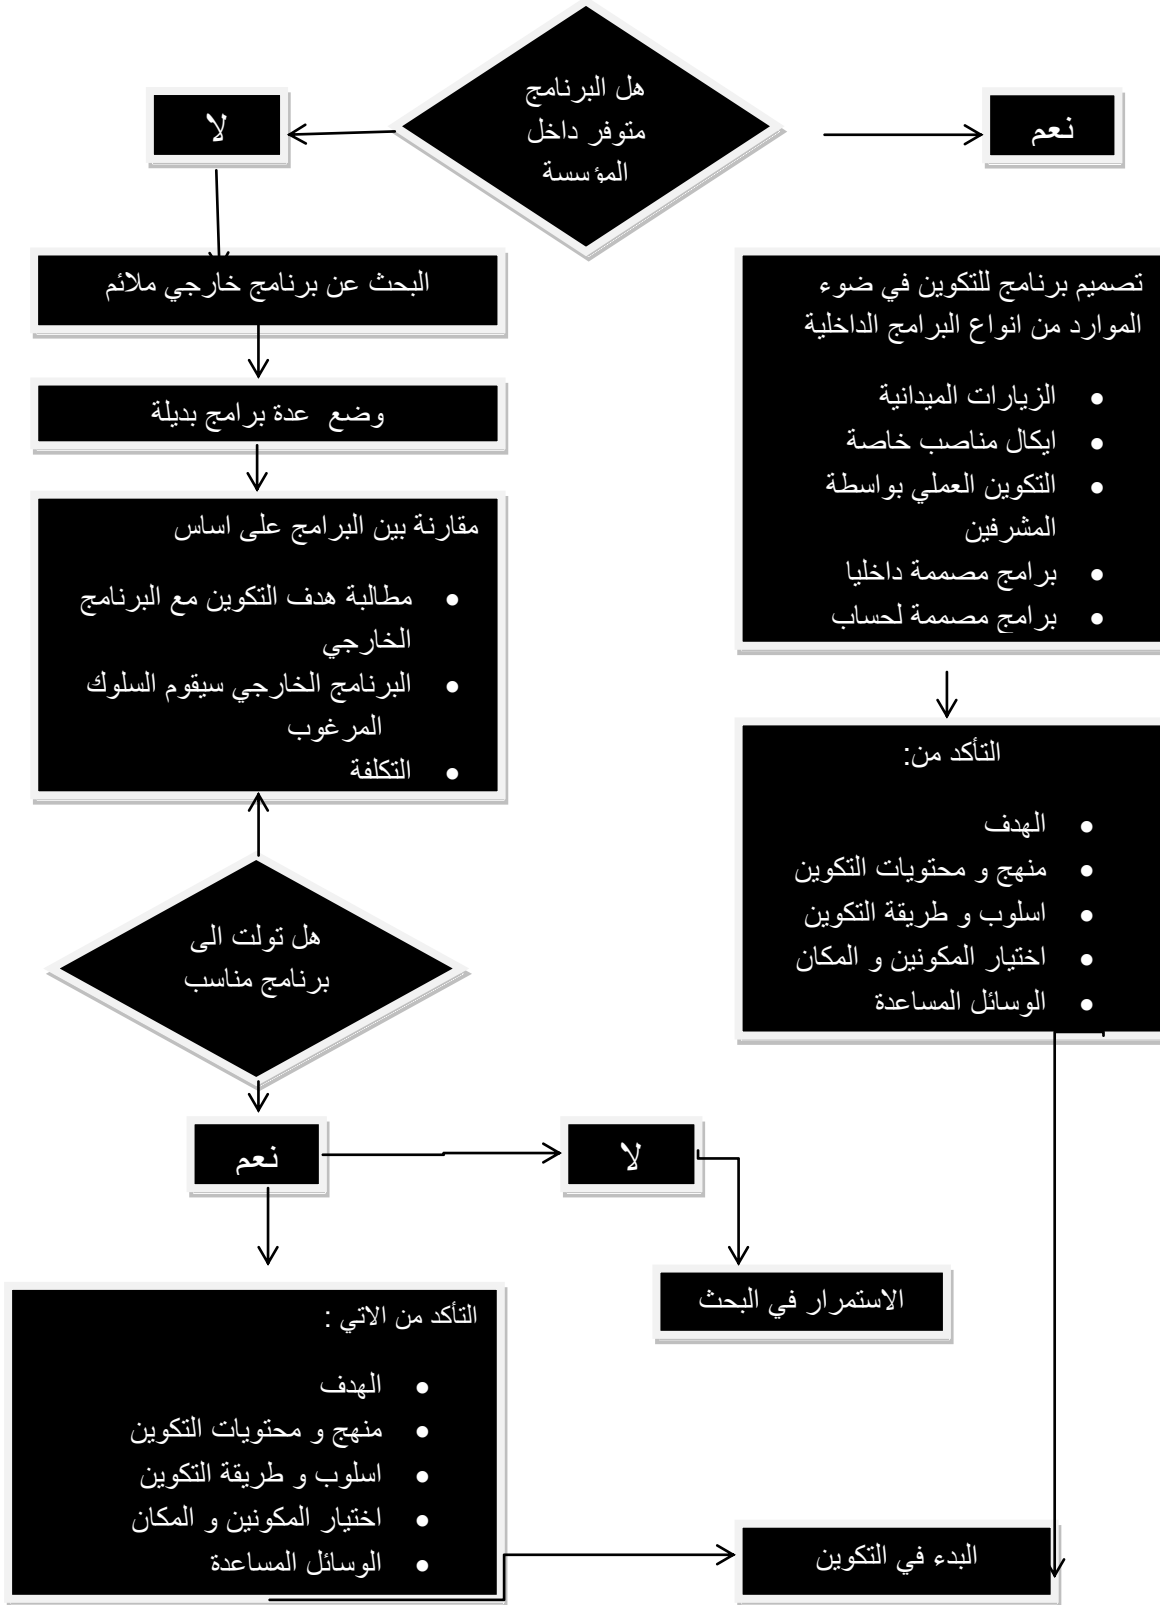 هل البرنامج
متوفر داخل
المؤسسة
نعم
لا
تصميم برنامج للتكوين في ضوء
الموارد من انواع البرامج الداخلية
• الزيارات الميدانية
• ايكال مناصب خاصة
• التكوين العملي بواسطة
المشرفين
• برامج مصممة داخليا
• برامج مصممة لحساب
البحث عن برنامج خارجي ملائم
وضع عدة برامج بديلة
مقارنة بين البرامج على اساس
• مطالبة هدف التكوين مع البرنامج
الخارجي
• البرنامج الخارجي سيقوم السلوك
المرغوب
• التكلفة
التأكد من:
• الهدف
• منهج و محتويات التكوين
• اسلوب و طريقة التكوين
• اختيار المكونين و المكان
• الوسائل المساعدة
هل تولت الى
برنامج مناسب
نعم
لا
الاستمرار في البحث
التأكد من الاتي :
• الهدف
• منهج و محتويات التكوين
• اسلوب و طريقة التكوين
• اختيار المكونين و المكان
• الوسائل المساعدة
البدء في التكوين